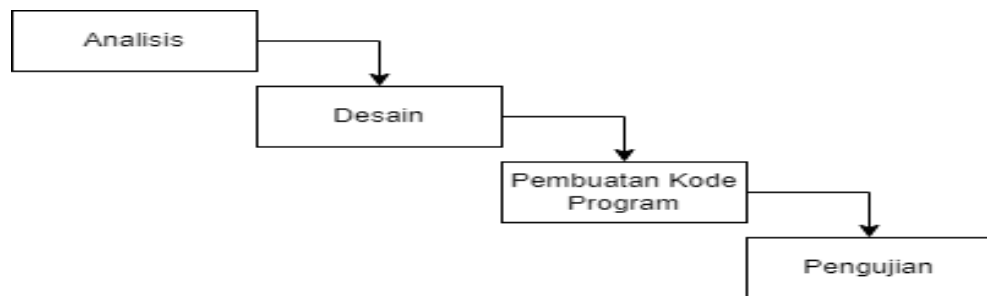 Analisis
Desain
Pembuatan Kode
Program
Pengujian